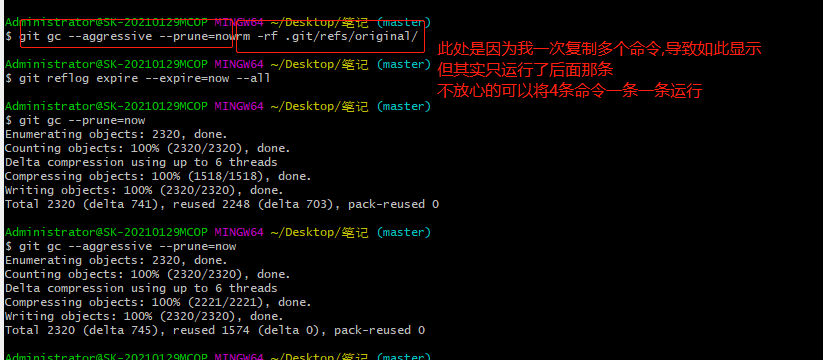 Administrator@SK-20210129MCOP MINGW64 ~/Desktop/笔记 (master)
$ git gc --aggressive --prune=nowrm -rf .git/refs/original/
此处是因为我一次复制多个命令,导致如此显示
但其实只运行了后面那条
不放心的可以将4条命令一条一条运行
Administrator@SK-20210129MCOP MINGW64 ~/Desktop/笔记 (master)
$ git reflog expire --expire=now --all
Administrator@SK-20210129MCOP MINGW64 ~/Desktop/笔记 (master)
$ git gc --prune=now
Enumerating objects: 2320, done.
Counting objects: 100% (2320/2320), done.
Delta compression using up to 6 threads
Compressing objects: 100% (1518/1518), done.
Writing objects: 100% (2320/2320), done.
Total 2320 (delta 741), reused 2248 (delta 703), pack-reused 0
Administrator@SK-20210129MCOP MINGW64 ~/Desktop/笔记 (master)
$ git gc --aggressive --prune=now
Enumerating objects: 2320, done.
Counting objects: 100% (2320/2320), done.
Delta compression using up to 6 threads
Compressing objects: 100% (2221/2221), done.
Writing objects: 100% (2320/2320), done.
Total 2320 (delta 745), reused 1574 (delta 0), pack-reused 0
Administrator@SK-20210129MCOP MINGW64 ~/Desktop/笔记 (master)